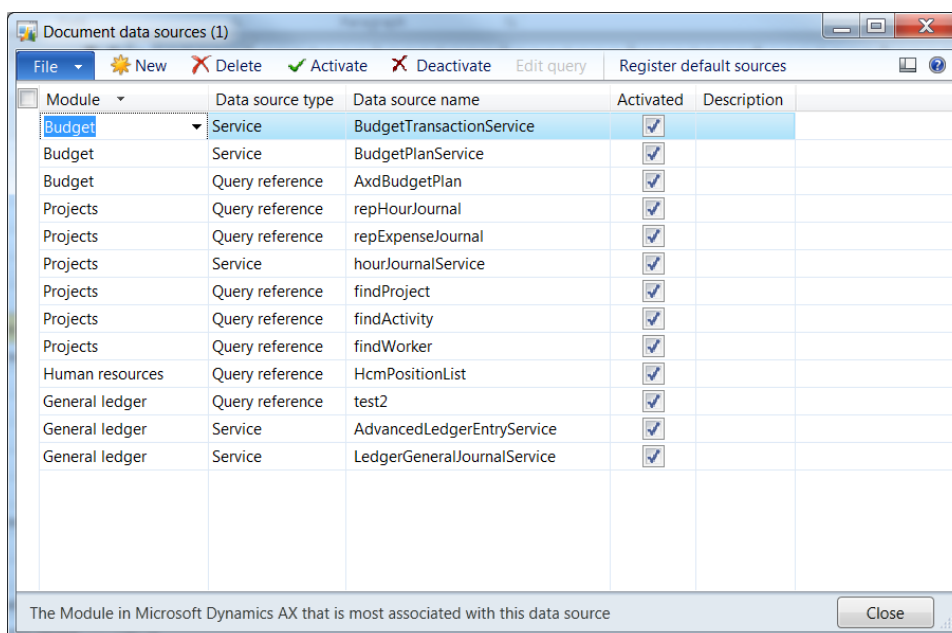 Document data sources (1)
File New Delete Activate Deactivate Edit query Register default sources
Module Data source type Data source name Activated Description
Budget Service BudgetTransactionService
Budget Service BudgetPlanService
Budget Query reference AxdBudgetPlan
Projects Query reference repHourJournal
Projects Query reference repExpenseJournal
Projects Service hourJournalService
Projects Query reference findProject
Projects Query reference findActivity
Projects Query reference findWorker
Human resources Query reference HcmPositionList
General ledger Query reference test2
General ledger Service AdvancedLedgerEntryService
General ledger Service LedgerGeneralJournalService
The Module in Microsoft Dynamics AX that is most associated with this data source Close